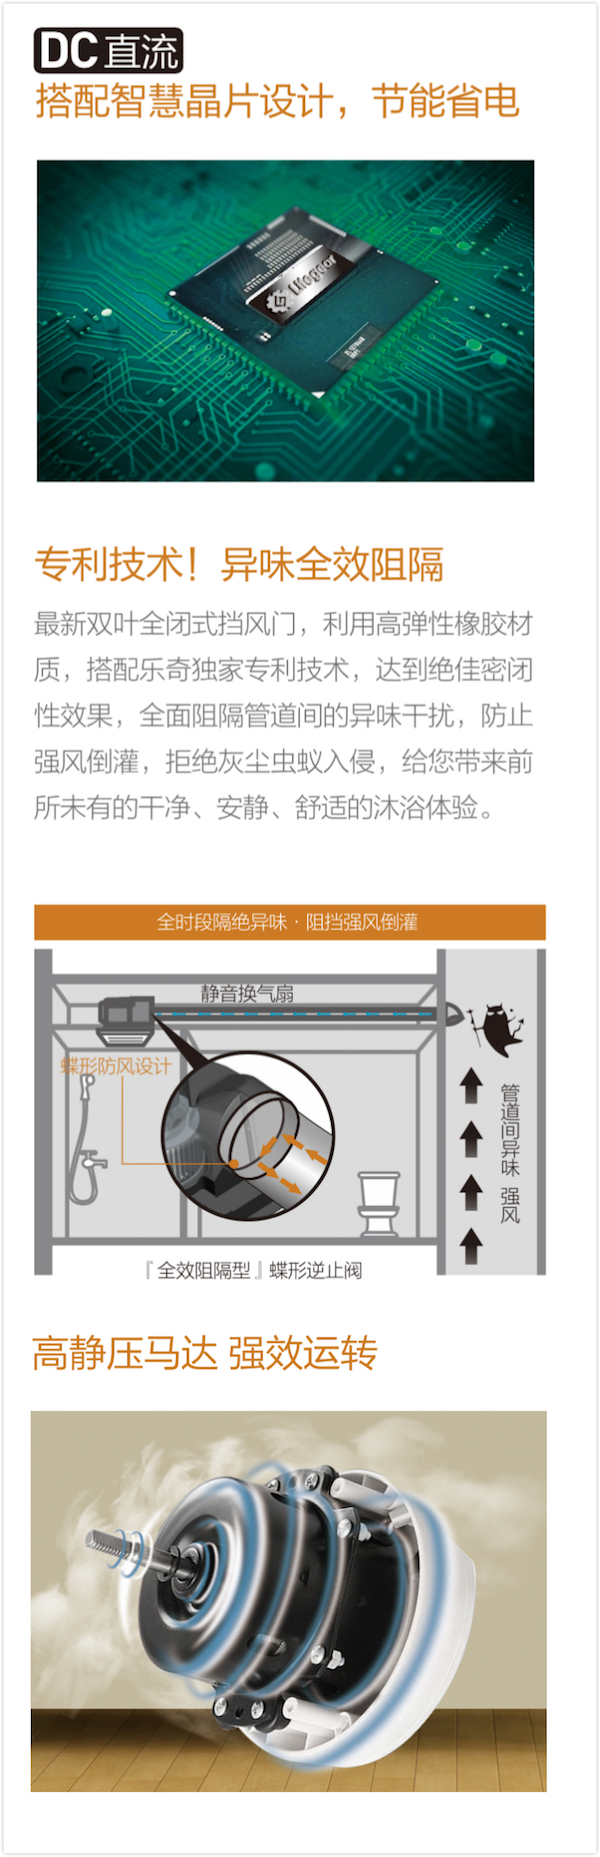 DC直流
搭配智慧晶片设计，节能省电
Lifegear
专利技术！异味全效阻隔
最新双叶全闭式挡风门，利用高弹性橡胶材
质，搭配乐奇独家专利技术，达到绝佳密闭
性效果，全面阻隔管道间的异味干扰，防止
强风倒灌，拒绝灰尘虫蚁入侵，给您带来前
所未有的干净、安静、舒适的沐浴体验。
全时段隔绝异味·阻挡强风倒灌
静音换气扇
蝶形防风设计
管道间异味 强风
『全效阻隔型』蝶形逆止阀
高静压马达 强效运转